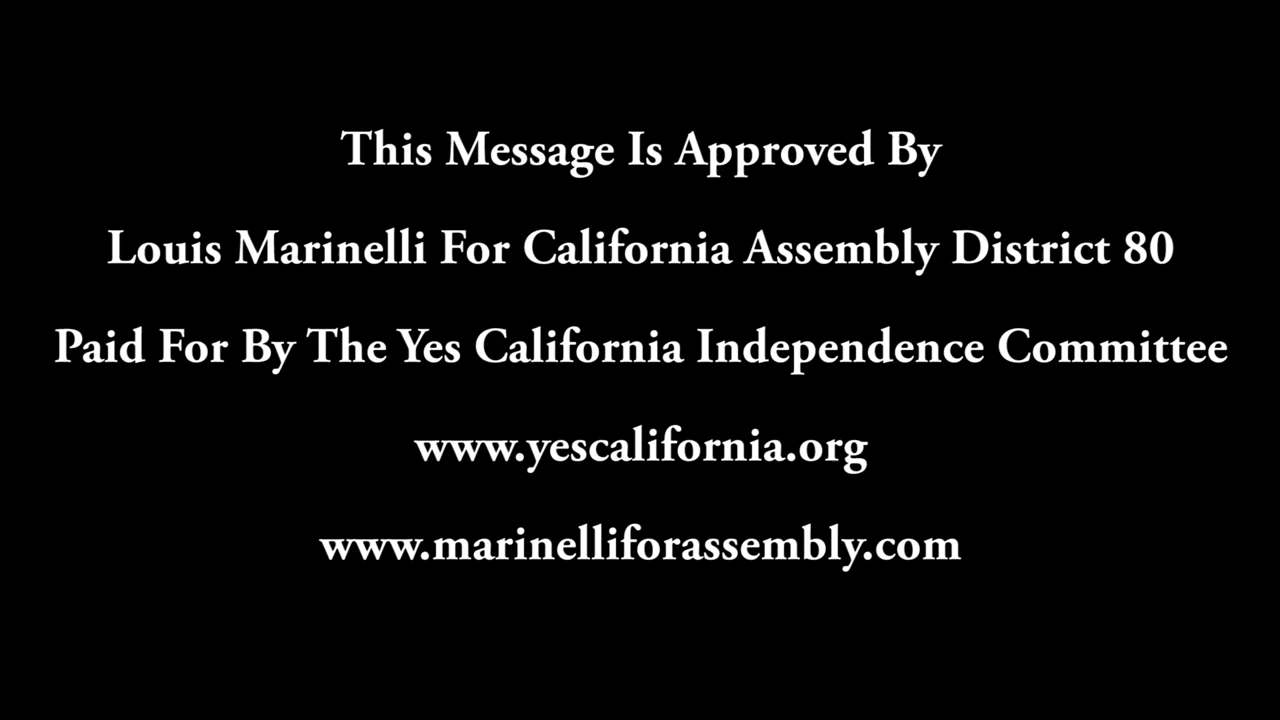 This Message Is Approved By
Louis Marinelli For California Assembly District 80
Paid For By The Yes California Independence Committee
www.yescalifornia.org
www.marinelliforassembly.com